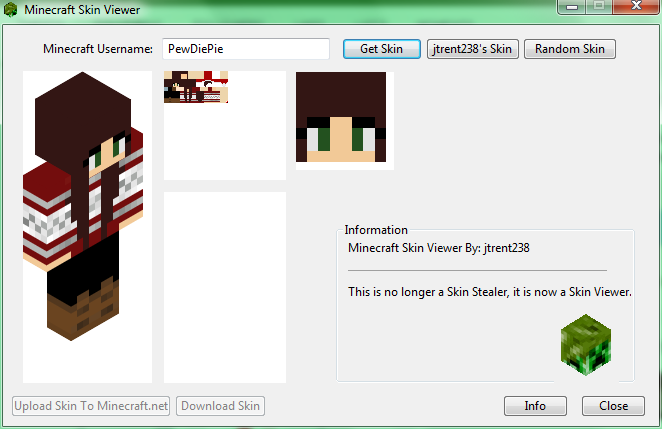 Minecraft Skin Viewer
Minecraft Username: PewDiePie Get Skin jtrent238's Skin Random Skin
Information
Minecraft Skin Viewer By: jtrent238
This is no longer a Skin Stealer, it is now a Skin Viewer.
Upload Skin To Minecraft.net Download Skin Info Close